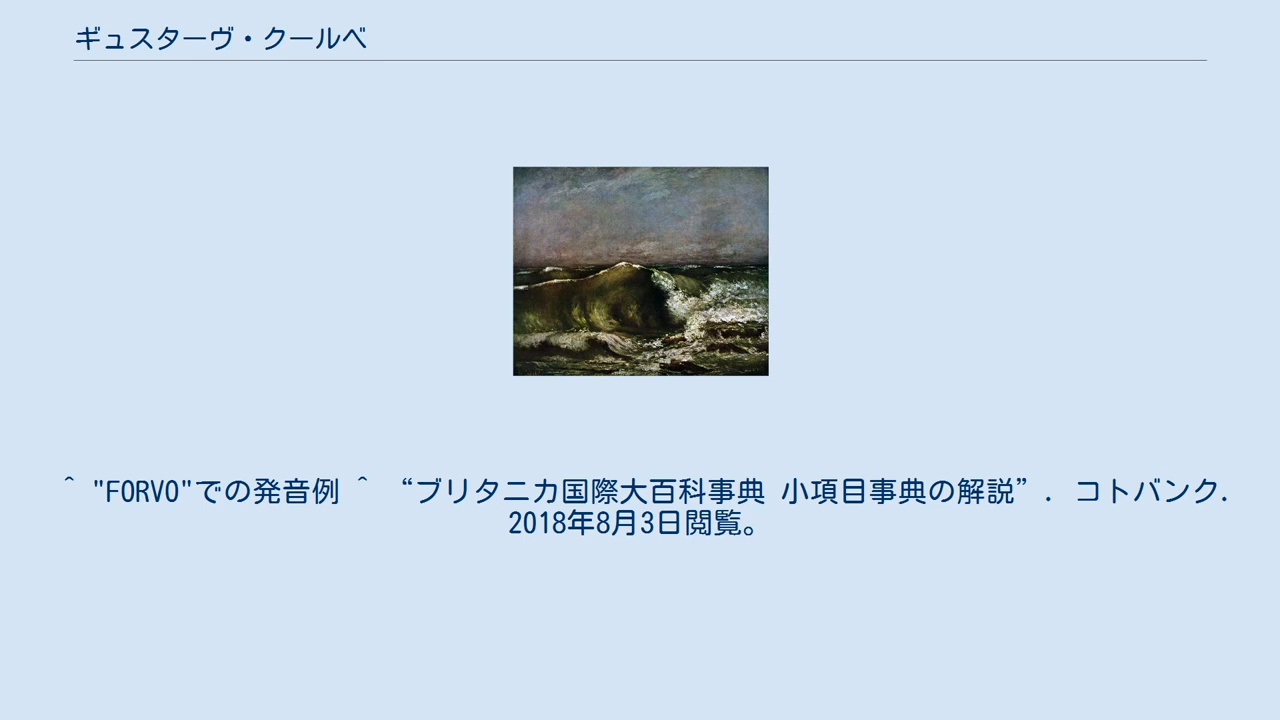 ギュスターヴ・クールベ
^ "FORVO"での発音例 ^ “ブリタニカ国際大百科事典 小項目事典の解説”. コトバンク.
2018年8月3日閲覧。